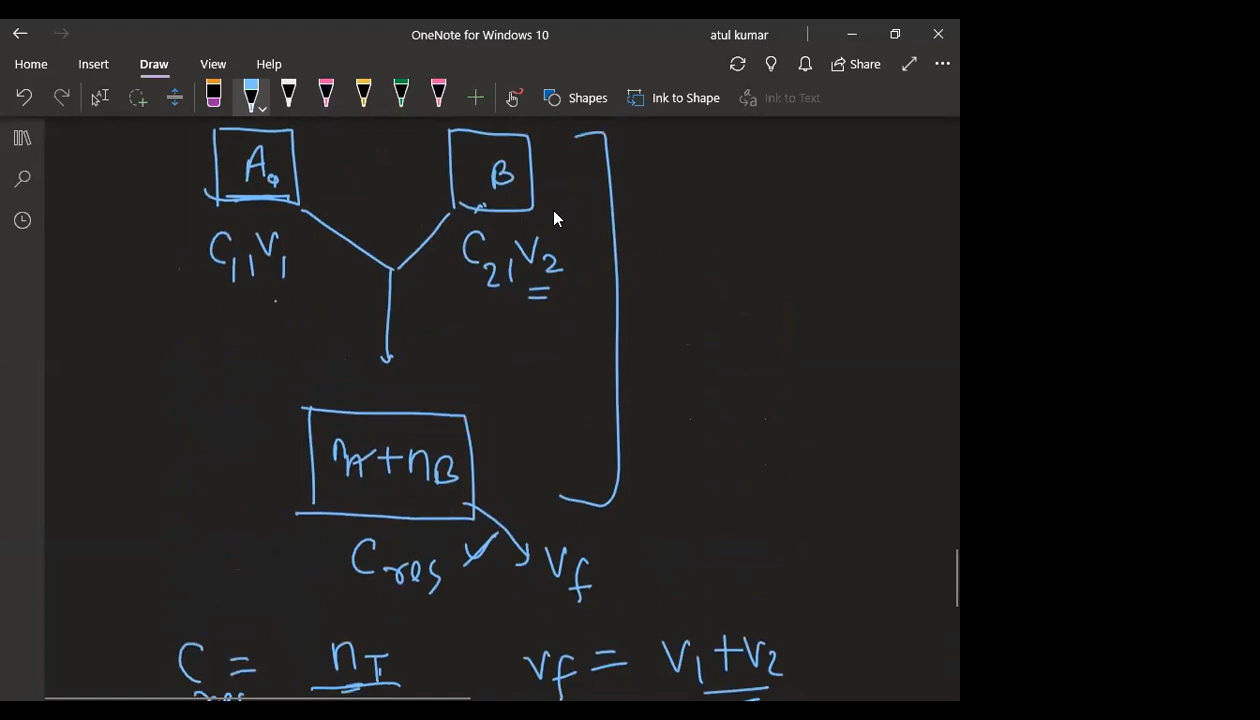 OneNote for Windows 10
atul kumar
Home Insert Draw View Help
Share
Shapes Ink to Shape Ink to Text
A B
C1, V1 C2, V2
nA + nB
Cres Vf
C = nT Vf = V1 + V2
res